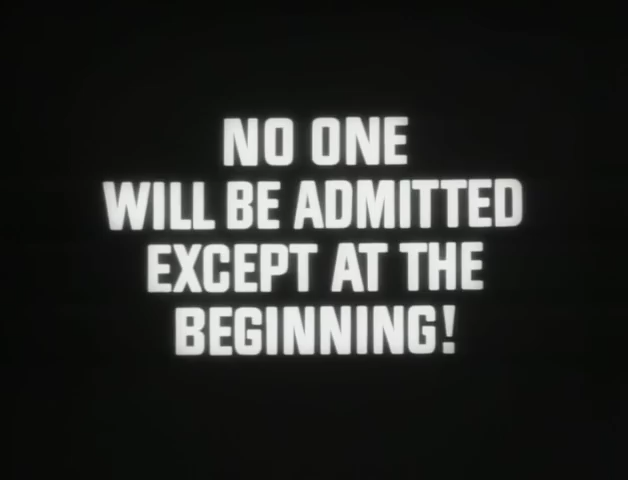 NO ONE
WILL BE ADMITTED
EXCEPT AT THE
BEGINNING!